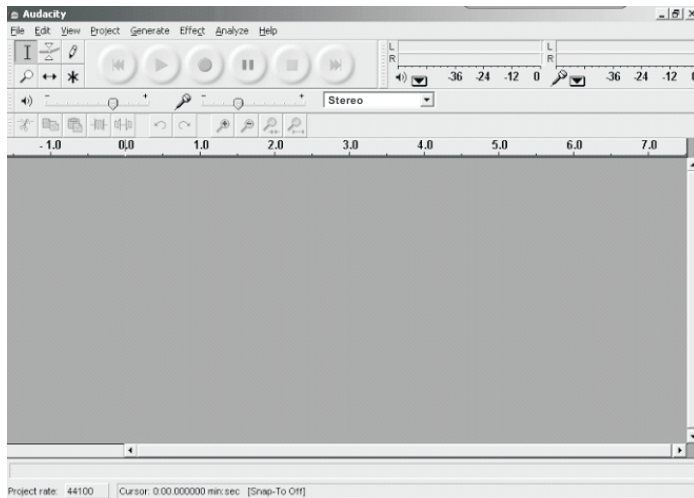 Audacity
File Edit View Project Generate Effect Analyze Help
L L
R R
-36 -24 -12 0 -36 -24 -12
- + - + Stereo
- 1.0 0,0 1.0 2.0 3.0 4.0 5.0 6.0 7.0
Project rate: 44100 Cursor: 0:00.000000 min:sec [Snap-To Off]